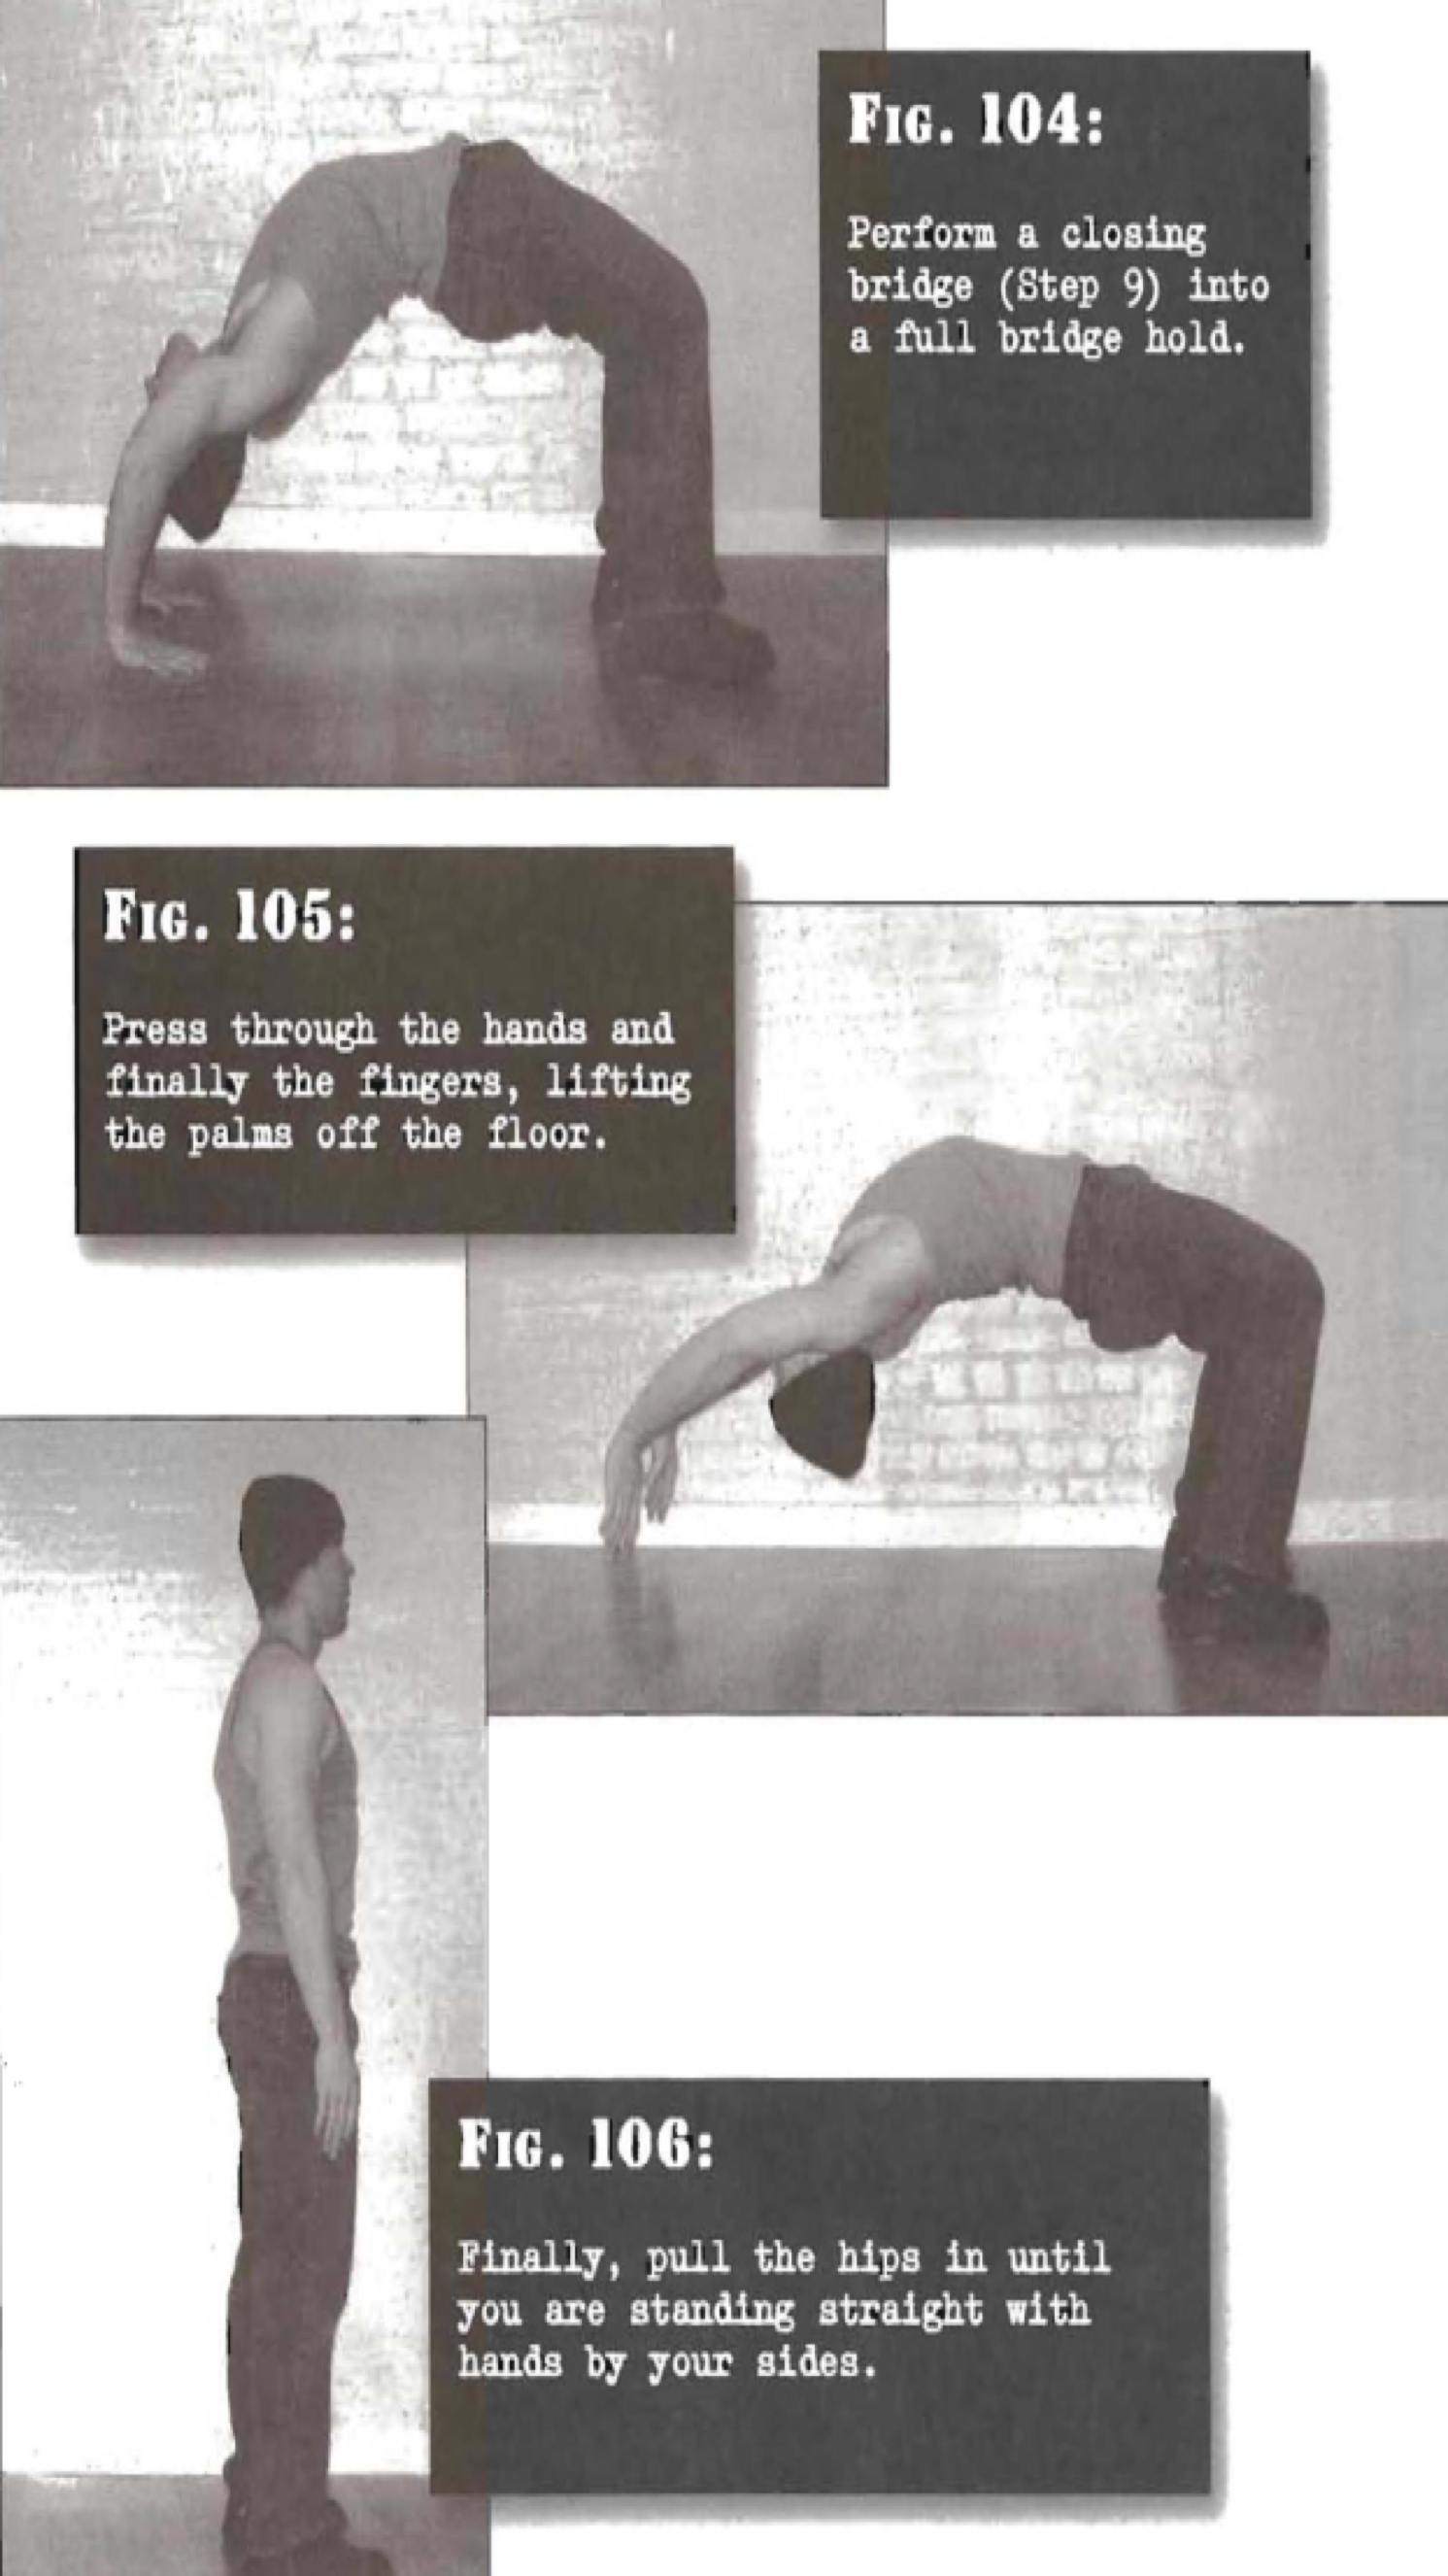 FIG. 104:
Perform a closing
bridge (Step 9) into
a full bridge hold.
FIG. 105:
Press through the hands and
finally the fingers, lifting
the palms off the floor.
FIG. 106:
Finally, pull the hips in until
you are standing straight with
hands by your sides.